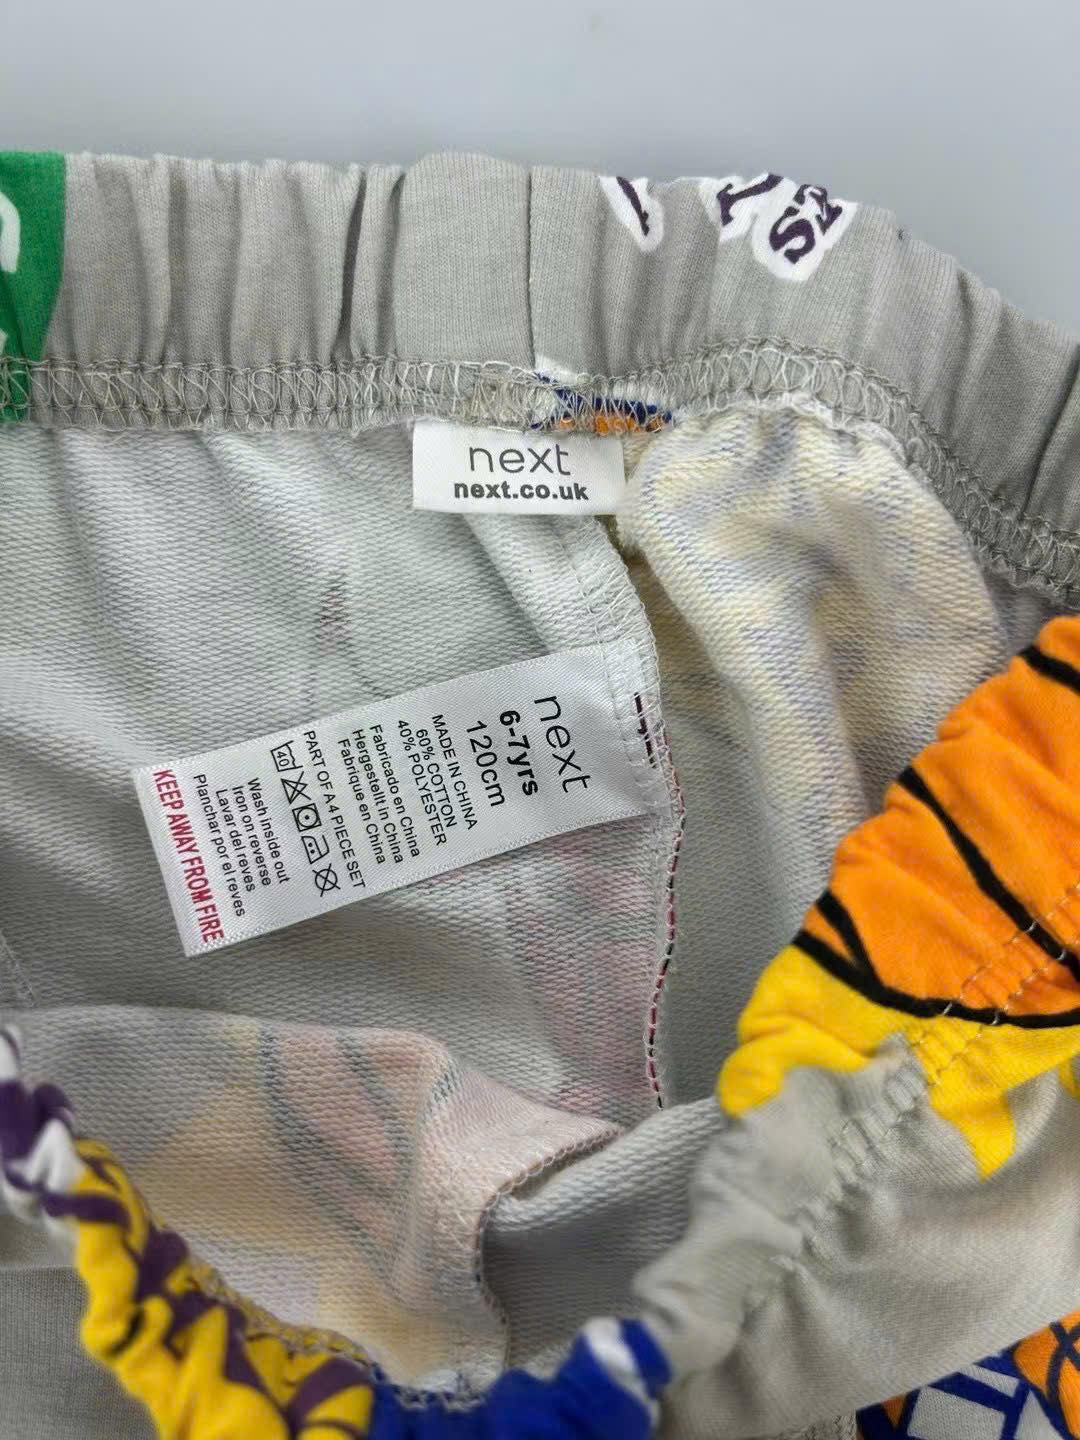 next
next.co.uk
next
6-7yrs
120cm
MADE IN CHINA
60% COTTON
40% POLYESTER
Fabricado en China
Hergestellt in China
Fabrique en China
PART OF A 4 PIECE SET
40
Wash inside out
Iron on reverse
Lavar del reves
Planchar por el reves
KEEP AWAY FROM FIRE